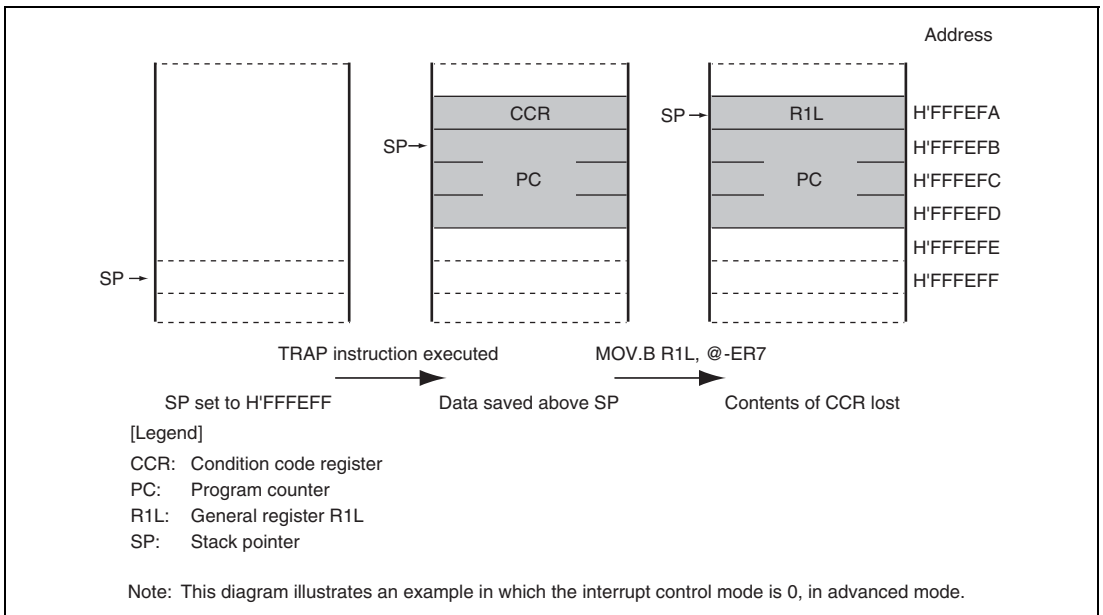 Address
CCR
SP
R1L
H'FFFEFA
SP
H'FFFEFB
PC
PC
H'FFFEFC
H'FFFEFD
H'FFFEFE
SP
H'FFFEFF
TRAP instruction executed
MOV.B R1L, @-ER7
SP set to H'FFFEFF
Data saved above SP
Contents of CCR lost
[Legend]
CCR: Condition code register
PC: Program counter
R1L: General register R1L
SP: Stack pointer
Note: This diagram illustrates an example in which the interrupt control mode is 0, in advanced mode.